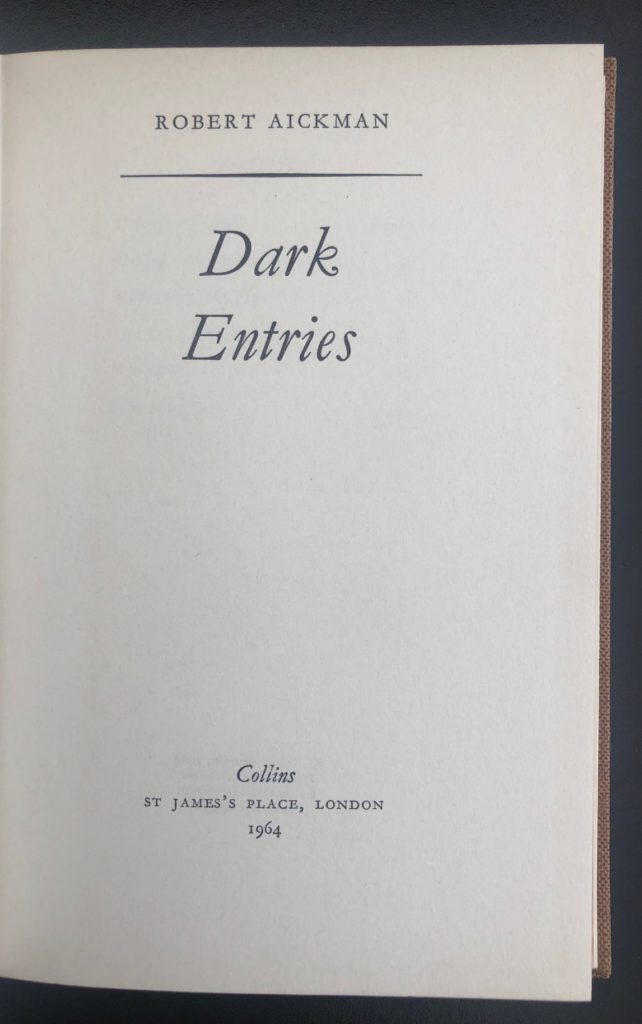 ROBERT AICKMAN
Dark
Entries
Collins
ST JAMES'S PLACE, LONDON
1964